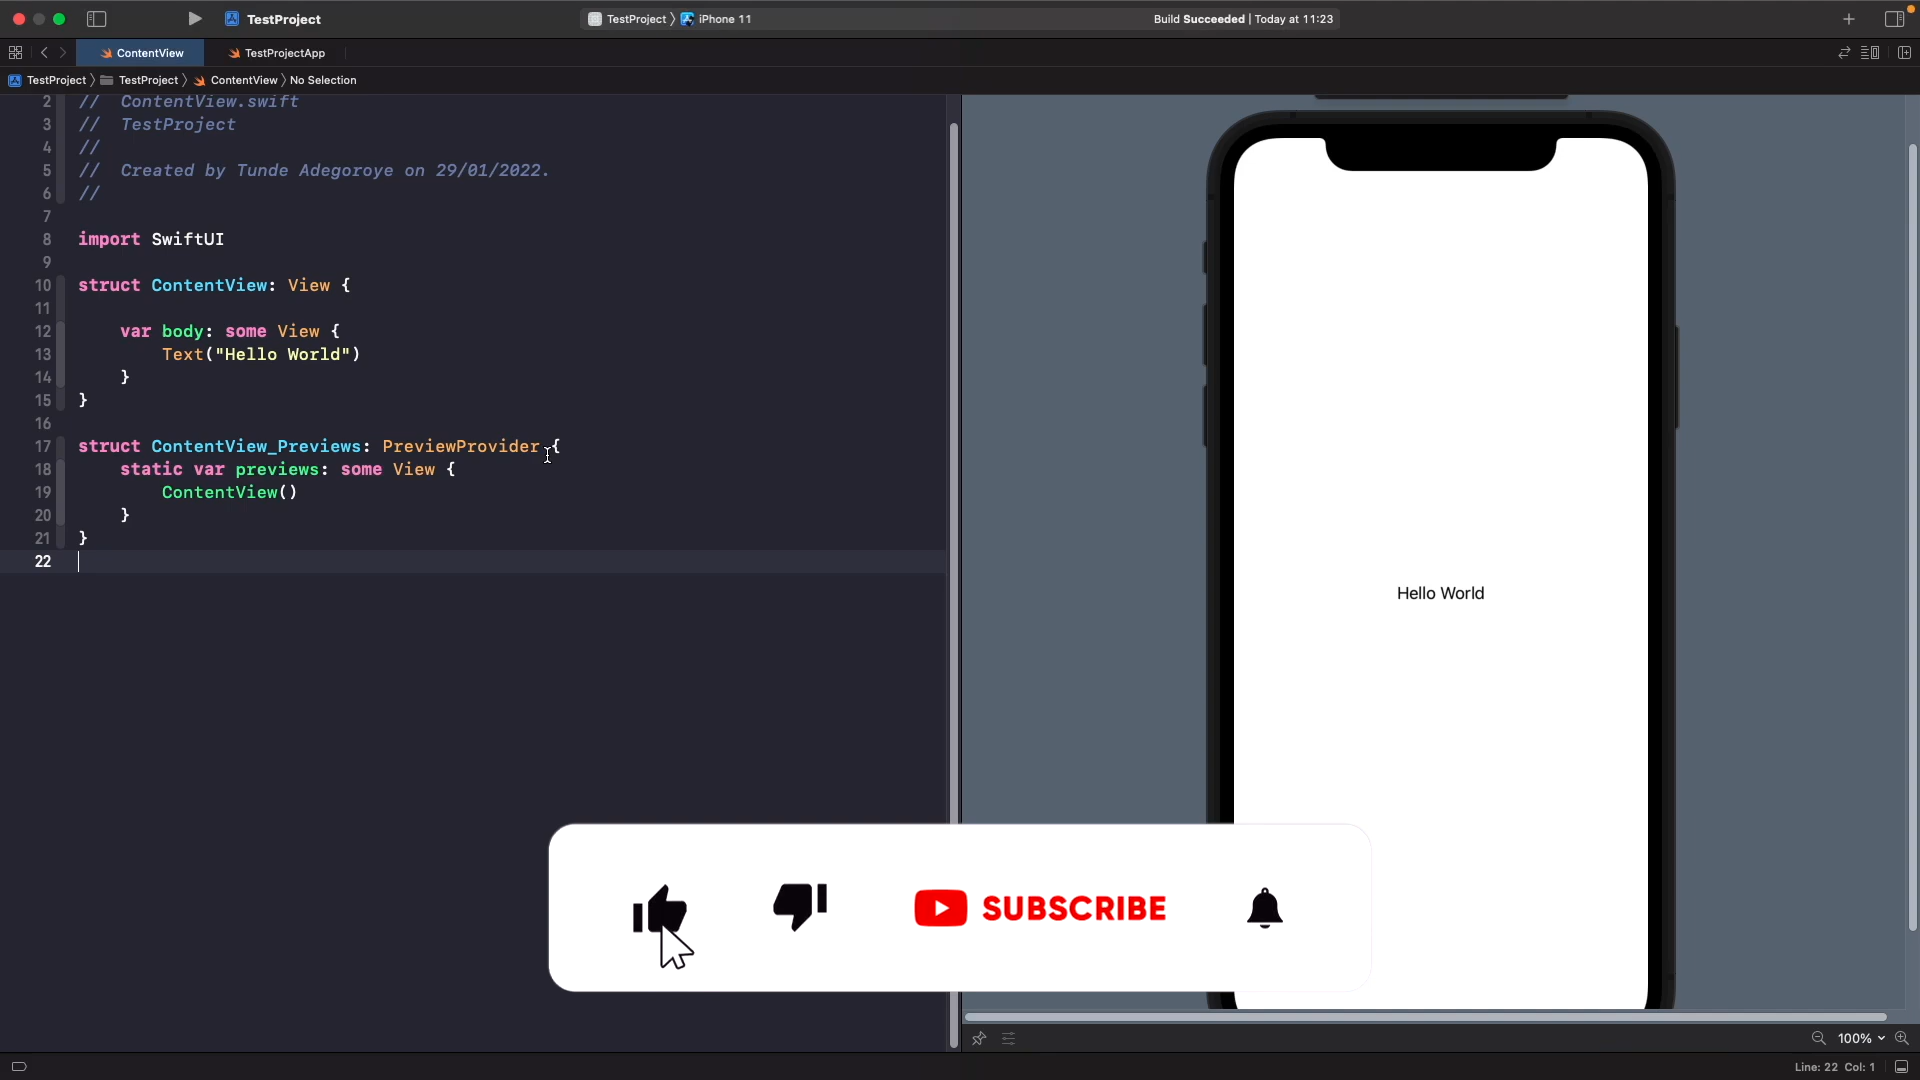 TestProject
TestProject 〉 iPhone 11
Build Succeeded | Today at 11:23
ContentView
TestProjectApp
TestProject 〉 TestProject 〉 ContentView 〉 No Selection
2 //  ContentView.swift
3 //  TestProject
4 //
5 //  Created by Tunde Adegoroye on 29/01/2022.
6 //
7
8 import SwiftUI
9
10 struct ContentView: View {
11
12     var body: some View {
13         Text("Hello World")
14     }
15 }
16
17 struct ContentView_Previews: PreviewProvider {
18     static var previews: some View {
19         ContentView()
20     }
21 }
22
Hello World
SUBSCRIBE
100%
Line: 22 Col: 1